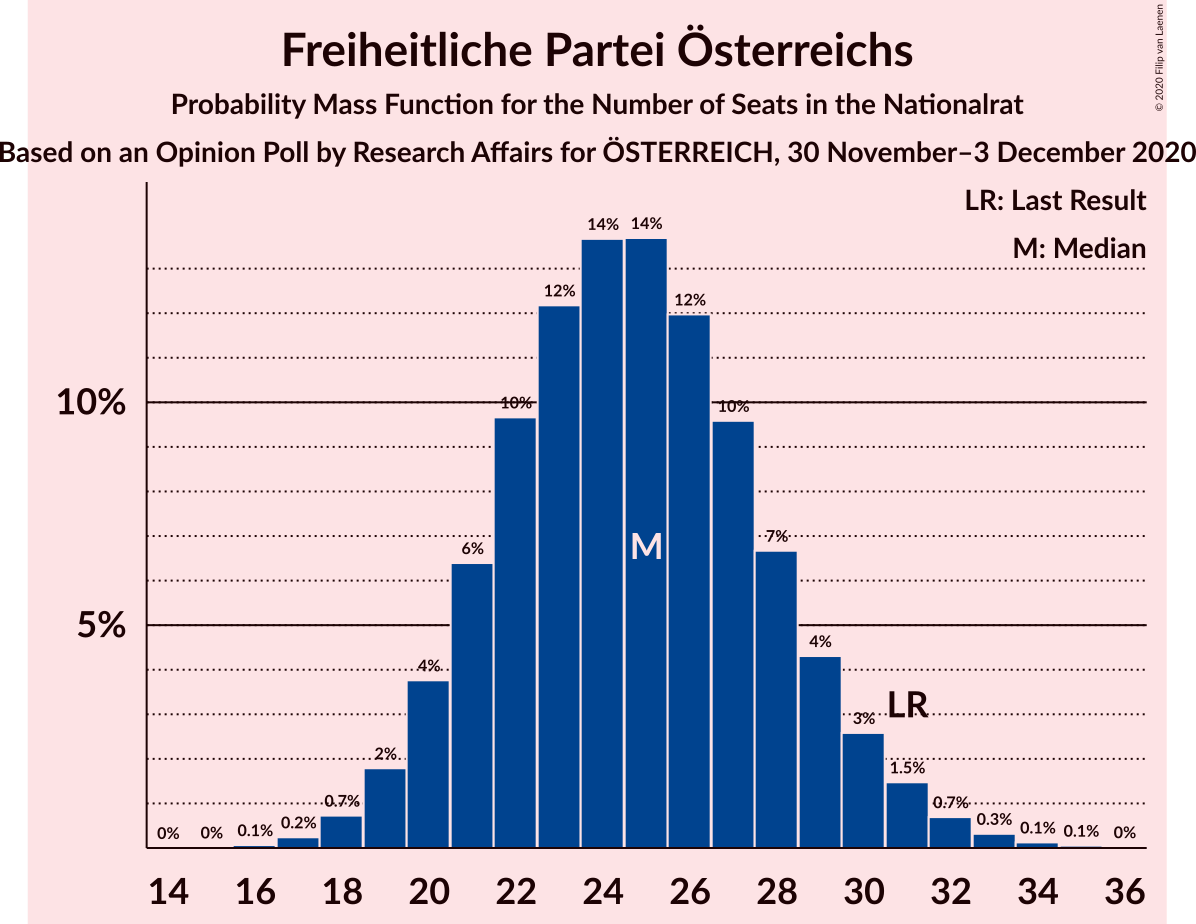 Freiheitliche Partei Österreichs
Probability Mass Function for the Number of Seats in the Nationalrat
Based on an Opinion Poll by Research Affairs for ÖSTERREICH, 30 November–3 December 2020
© 2020 Filip van Laenen
LR: Last Result
M: Median
10%
5%
0% 0% 0.1% 0.2% 0.7% 2% 4% 6% 10% 12% 14% 14% 12% 10% 7% 4% 3% 1.5% 0.7% 0.3% 0.1% 0.1% 0%
M
LR
14 16 18 20 22 24 26 28 30 32 34 36